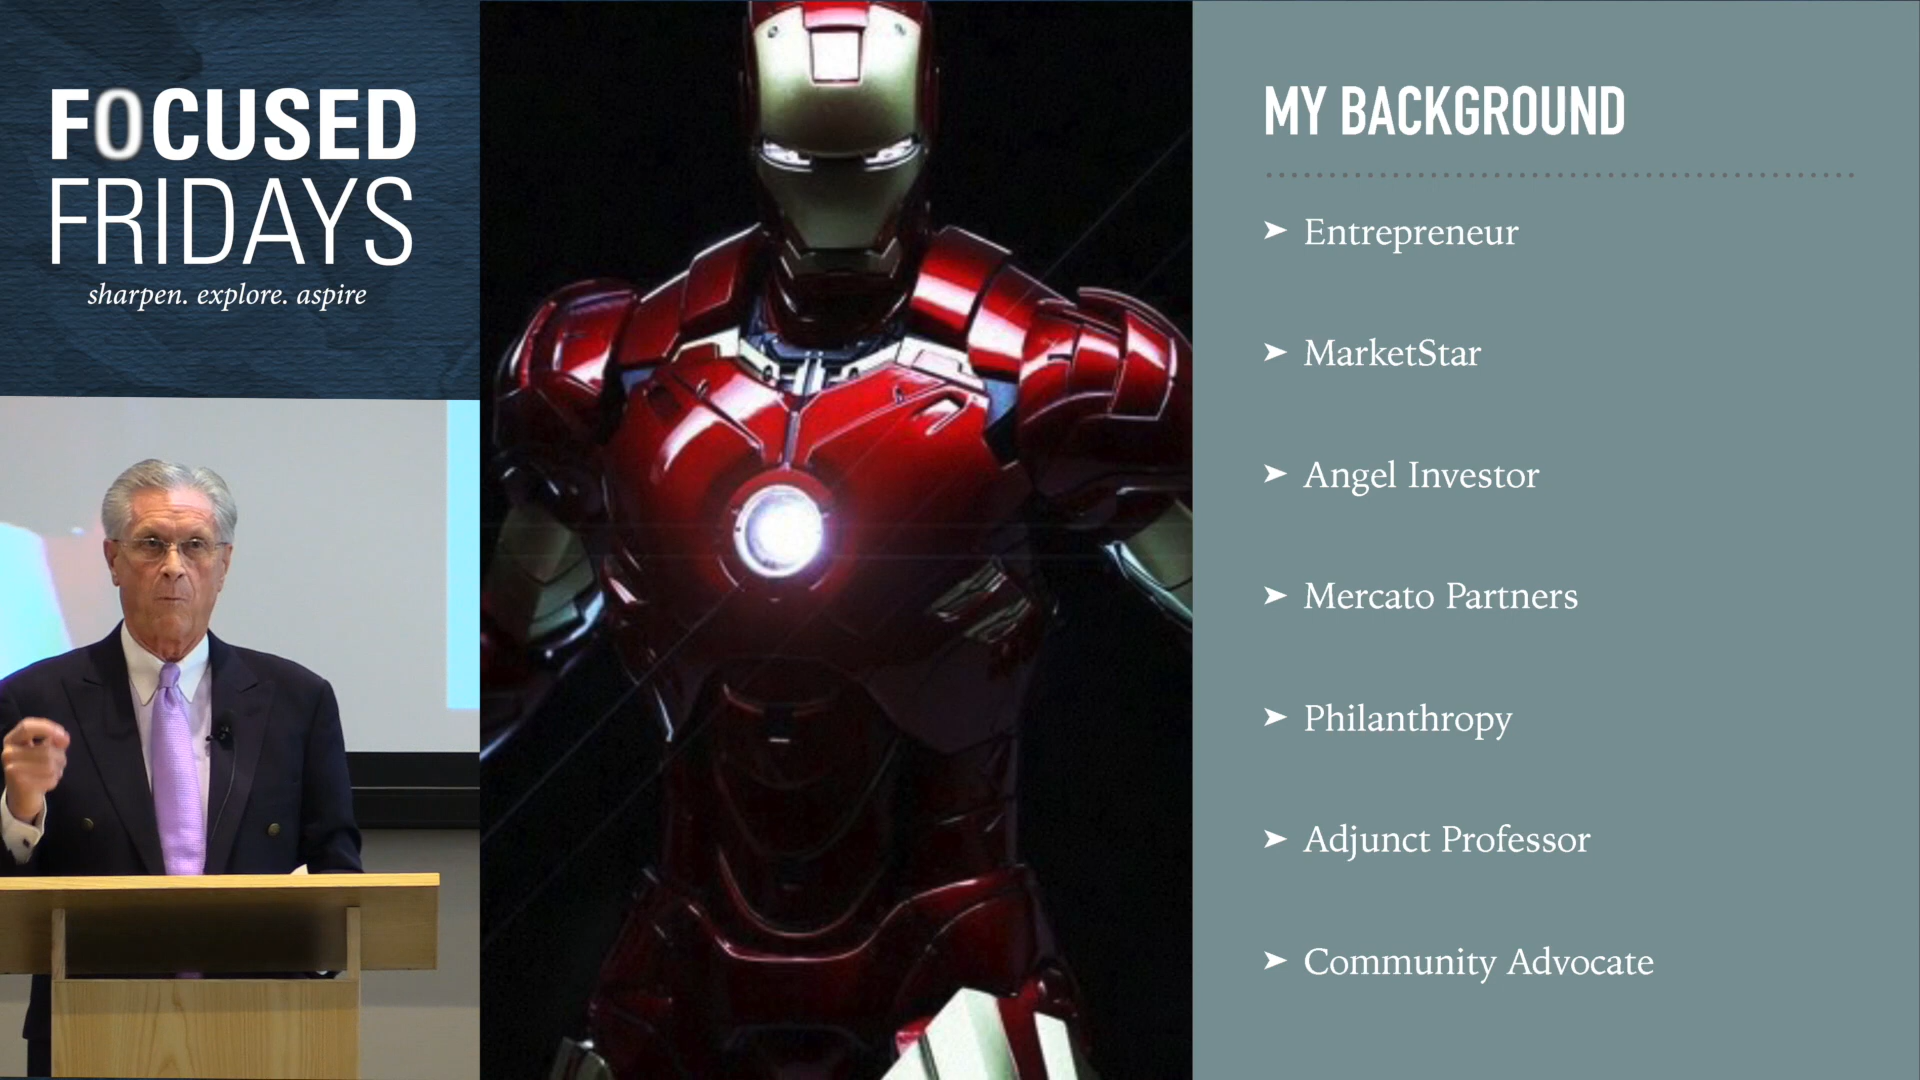 FOCUSED
FRIDAYS
sharpen. explore. aspire
MY BACKGROUND
➤ Entrepreneur
➤ MarketStar
➤ Angel Investor
➤ Mercato Partners
➤ Philanthropy
➤ Adjunct Professor
➤ Community Advocate